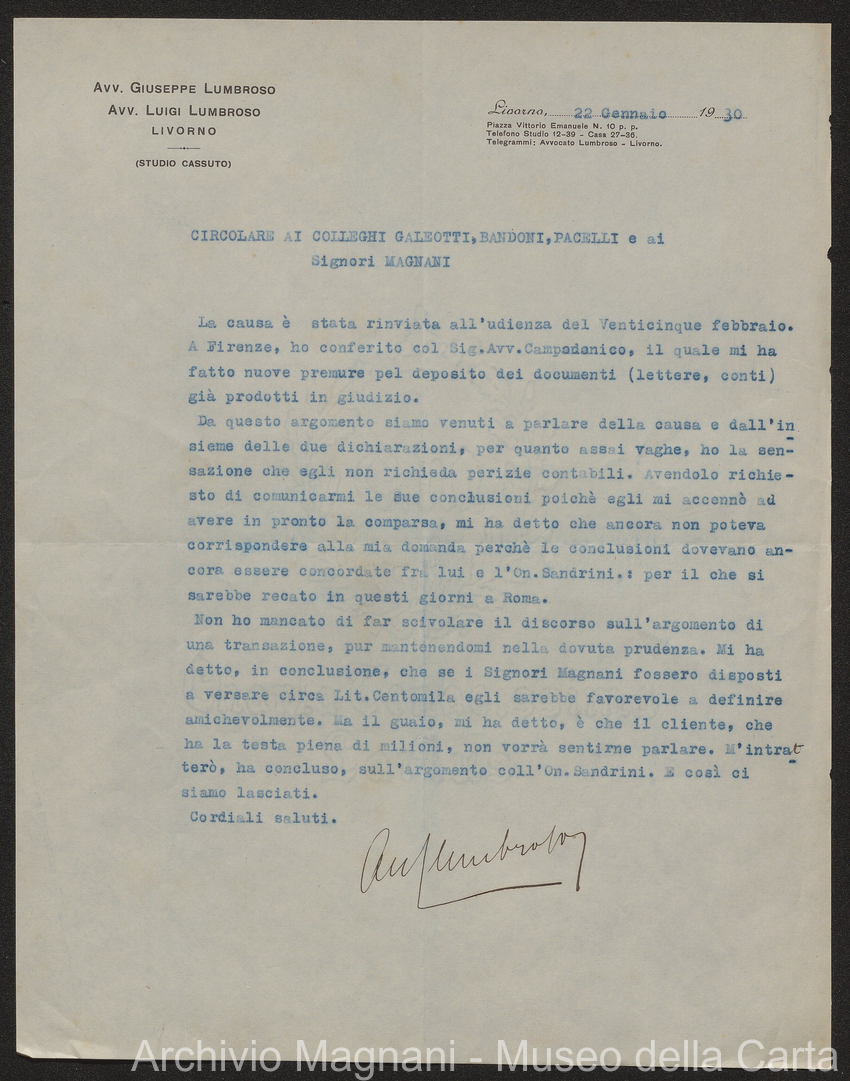 Avv. Giuseppe Lumbroso
Avv. Luigi Lumbroso
LIVORNO
(STUDIO CASSUTO)
Livorno, 22 Gennaio 1930
Piazza Vittorio Emanuele N. 10 p. p.
Telefono Studio 12-39 - Casa 27-36.
Telegrammi: Avvocato Lumbroso - Livorno.
CIRCOLARE AI COLLEGHI GALEOTTI,BANDONI,PACELLI e ai
Signori MAGNANI
La causa è stata rinviata all'udienza del Venticinque febbraio.
A Firenze, ho conferito col Sig.Avv.Campodonico, il quale mi ha
fatto nuove premure pel deposito dei documenti (lettere, conti)
già prodotti in giudizio.
Da questo argomento siamo venuti a parlare della causa e dall'in
sieme delle due dichiarazioni, per quanto assai vaghe, ho la sen-
sazione che egli non richieda perizie contabili. Avendolo richie-
sto di comunicarmi le sue conclusioni poichè egli mi accennò ad
avere in pronto la comparsa, mi ha detto che ancora non poteva
corrispondere alla mia domanda perchè le conclusioni dovevano an-
cora essere concordate fra lui e l'On.Sandrini.: per il che si
sarebbe recato in questi giorni a Roma.
Non ho mancato di far scivolare il discorso sull'argomento di
una transazione, pur mantenendomi nella dovuta prudenza. Mi ha
detto, in conclusione, che se i Signori Magnani fossero disposti
a versare circa Lit.Centomila egli sarebbe favorevole a definire
amichevolmente. Ma il guaio, mi ha detto, è che il cliente, che
ha la testa piena di milioni, non vorrà sentirne parlare. M'intrat
terò, ha concluso, sull'argomento coll'On.Sandrini. E così ci
siamo lasciati.
Cordiali saluti.
Avv Lumbroso
Archivio Magnani - Museo della Carta